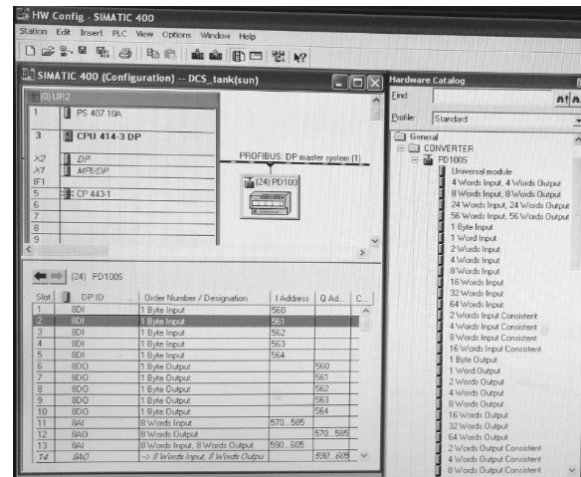 HW Config - SIMATIC 400
Station Edit Insert PLC View Options Window Help
SIMATIC 400 (Configuration) -- DCS_tank(sun)
(0) UR2
1 PS 407 10A
3 CPU 414-3 DP
X2 DP
X1 MPI/DP
IF1
5 CP 443-1
6
7
8
9
PROFIBUS: DP master system (1)
(24) PD100
(24) PD100S
Slot DP ID ... Order Number / Designation I Address Q Ad... C...
1 8DI 1 Byte Input 560
2 8DI 1 Byte Input 561
3 8DI 1 Byte Input 562
4 8DI 1 Byte Input 563
5 8DI 1 Byte Input 564
6 8DO 1 Byte Output 560
7 8DO 1 Byte Output 561
8 8DO 1 Byte Output 562
9 8DO 1 Byte Output 563
10 8DO 1 Byte Output 564
11 8AI 8 Words Input 570...585
12 8AO 8 Words Output 570...585
13 8AI 8 Words Input, 8 Words Output 590...605
14 8AO -> 8 Words Input, 8 Words Outpu 590...605
Hardware Catalog
Find:
Profile: Standard
General
CONVERTER
PD100S
Universal module
4 Words Input, 4 Words Output
8 Words Input, 8 Words Output
24 Words Input, 24 Words Output
56 Words Input, 56 Words Output
1 Byte Input
1 Word Input
2 Words Input
4 Words Input
8 Words Input
16 Words Input
32 Words Input
64 Words Input
2 Words Input Consistent
4 Words Input Consistent
8 Words Input Consistent
16 Words Input Consistent
1 Byte Output
1 Word Output
2 Words Output
4 Words Output
8 Words Output
16 Words Output
32 Words Output
64 Words Output
2 Words Output Consistent
4 Words Output Consistent
8 Words Output Consistent